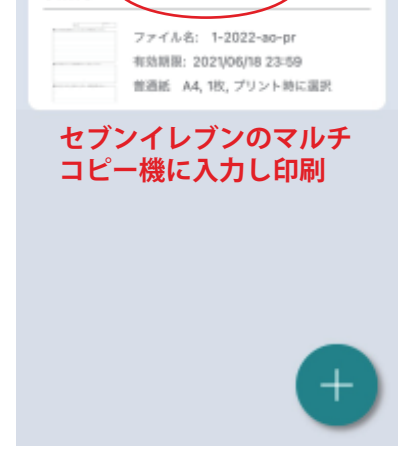 ファイル名: 1-2022-ao-pr
有効期限: 2021/06/18 23:59
普通紙 A4, 1枚, プリント時に選択
セブンイレブンのマルチ
コピー機に入力し印刷